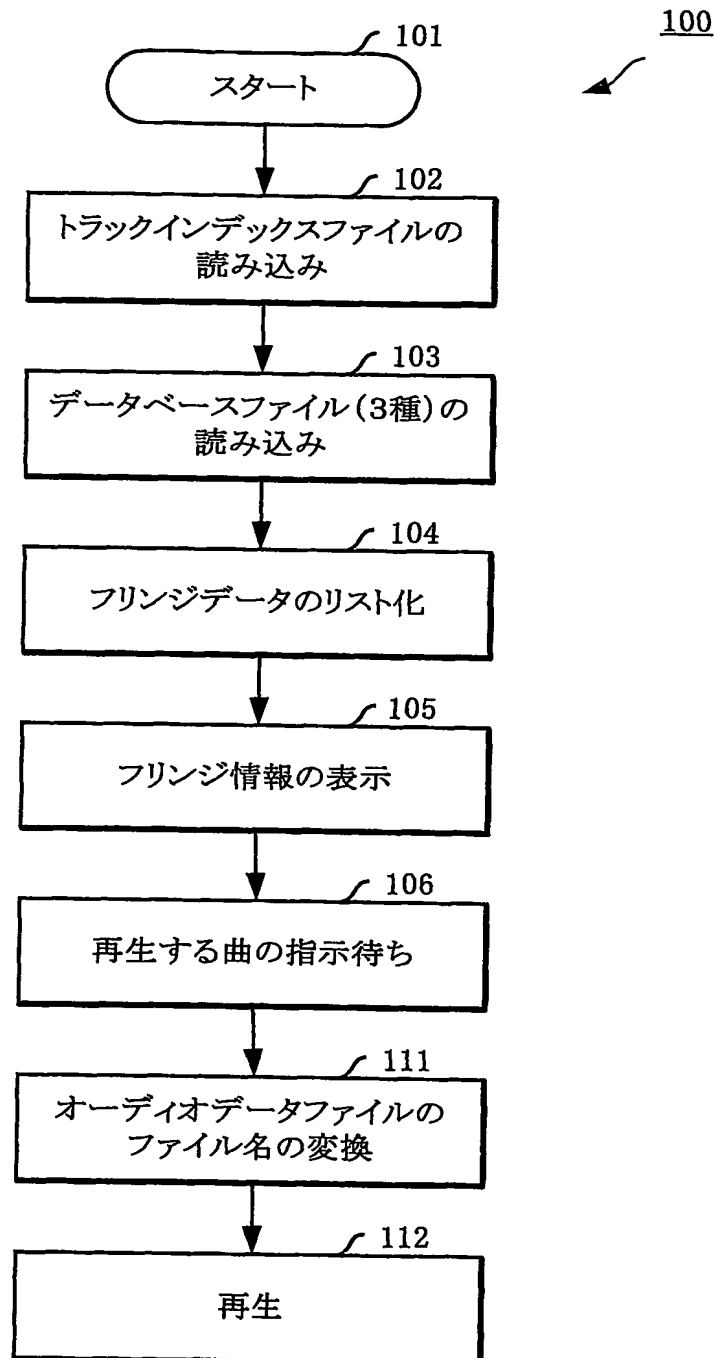 100
101
スタート
102
トラックインデックスファイルの
読み込み
103
データベースファイル(3種)の
読み込み
104
フリンジデータのリスト化
105
フリンジ情報の表示
106
再生する曲の指示待ち
111
オーディオデータファイルの
ファイル名の変換
112
再生